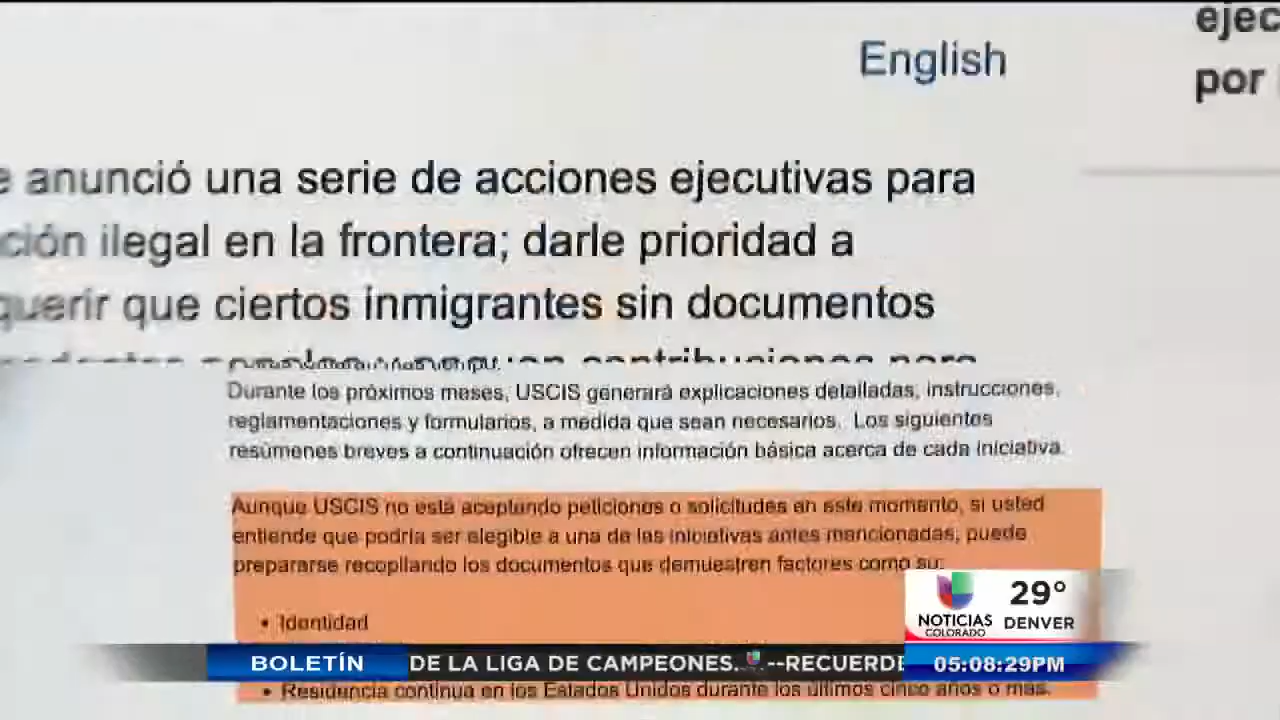 ejec
por
English
anunció una serie de acciones ejecutivas para
ción ilegal en la frontera; darle prioridad a
querir que ciertos inmigrantes sin documentos
contribuciones para
Durante los próximos meses, USCIS generará explicaciones detalladas, instrucciones,
reglamentaciones y formularios, a medida que sean necesarios. Los siguientes
resúmenes breves a continuación ofrecen información básica acerca de cada iniciativa.
Aunque USCIS no está aceptando peticiones o solicitudes en este momento, si usted
entiende que podría ser elegible a una de las iniciativas antes mencionadas, puede
prepararse recopilando los documentos que demuestren factores como su:
• Identidad
NOTICIAS
COLORADO
29°
DENVER
BOLETÍN
DE LA LIGA DE CAMPEONES. --RECUERDE
05:08:29PM
• Residencia continua en los Estados Unidos durante los últimos cinco años o más.